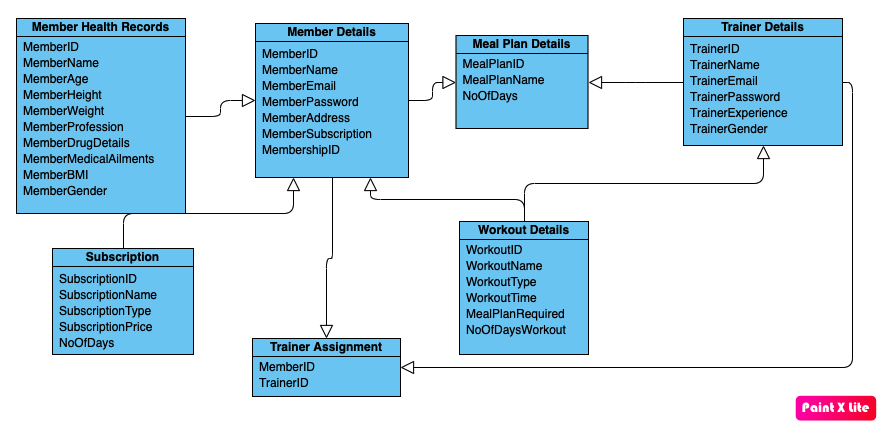 Member Health Records
MemberID
MemberName
MemberAge
MemberHeight
MemberWeight
MemberProfession
MemberDrugDetails
MemberMedicalAilments
MemberBMI
MemberGender
Member Details
MemberID
MemberName
MemberEmail
MemberPassword
MemberAddress
MemberSubscription
MembershipID
Meal Plan Details
MealPlanID
MealPlanName
NoOfDays
Trainer Details
TrainerID
TrainerName
TrainerEmail
TrainerPassword
TrainerExperience
TrainerGender
Subscription
SubscriptionID
SubscriptionName
SubscriptionType
SubscriptionPrice
NoOfDays
Workout Details
WorkoutID
WorkoutName
WorkoutType
WorkoutTime
MealPlanRequired
NoOfDaysWorkout
Trainer Assignment
MemberID
TrainerID
Paint X Lite